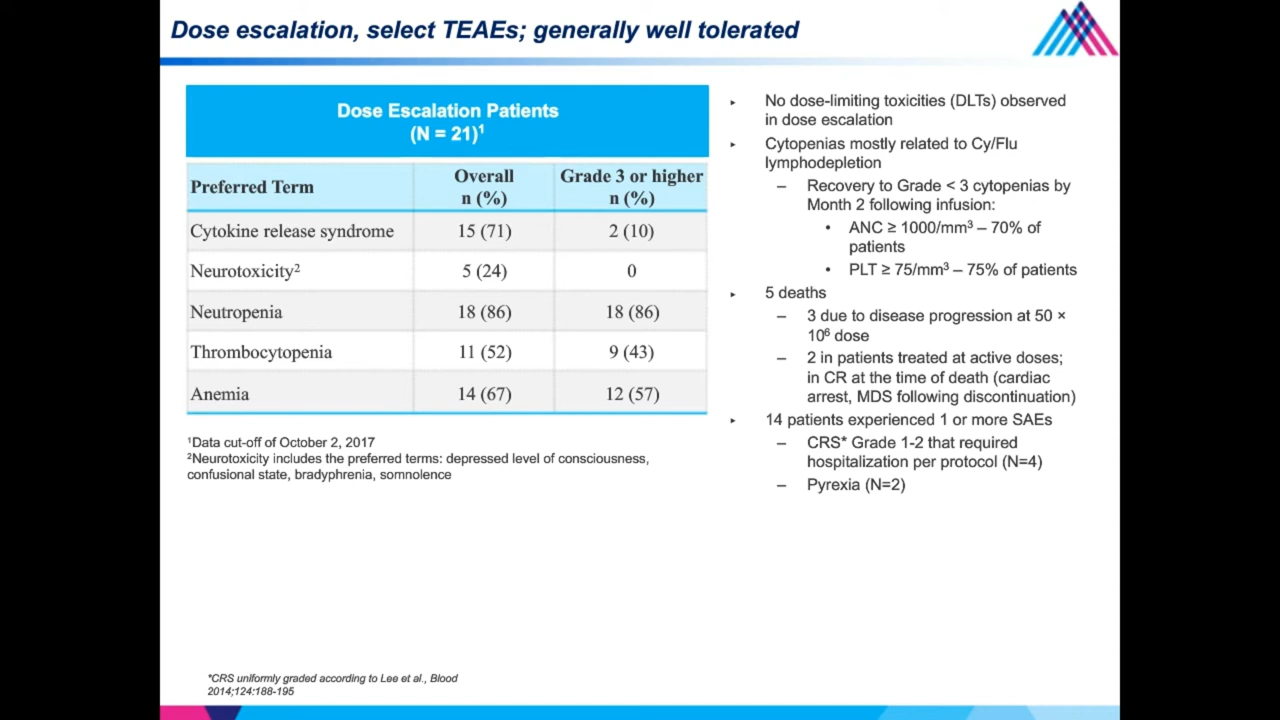 Dose escalation, select TEAEs; generally well tolerated
Dose Escalation Patients
(N = 21)¹
Preferred Term
Overall
n (%)
Grade 3 or higher
n (%)
Cytokine release syndrome 15 (71) 2 (10)
Neurotoxicity² 5 (24) 0
Neutropenia 18 (86) 18 (86)
Thrombocytopenia 11 (52) 9 (43)
Anemia 14 (67) 12 (57)
¹Data cut-off of October 2, 2017
²Neurotoxicity includes the preferred terms: depressed level of consciousness,
confusional state, bradyphrenia, somnolence
▸ No dose-limiting toxicities (DLTs) observed
in dose escalation
▸ Cytopenias mostly related to Cy/Flu
lymphodepletion
– Recovery to Grade < 3 cytopenias by
Month 2 following infusion:
• ANC ≥ 1000/mm³ – 70% of
patients
• PLT ≥ 75/mm³ – 75% of patients
▸ 5 deaths
– 3 due to disease progression at 50 ×
10⁶ dose
– 2 in patients treated at active doses;
in CR at the time of death (cardiac
arrest, MDS following discontinuation)
▸ 14 patients experienced 1 or more SAEs
– CRS* Grade 1-2 that required
hospitalization per protocol (N=4)
– Pyrexia (N=2)
*CRS uniformly graded according to Lee et al., Blood
2014;124:188-195